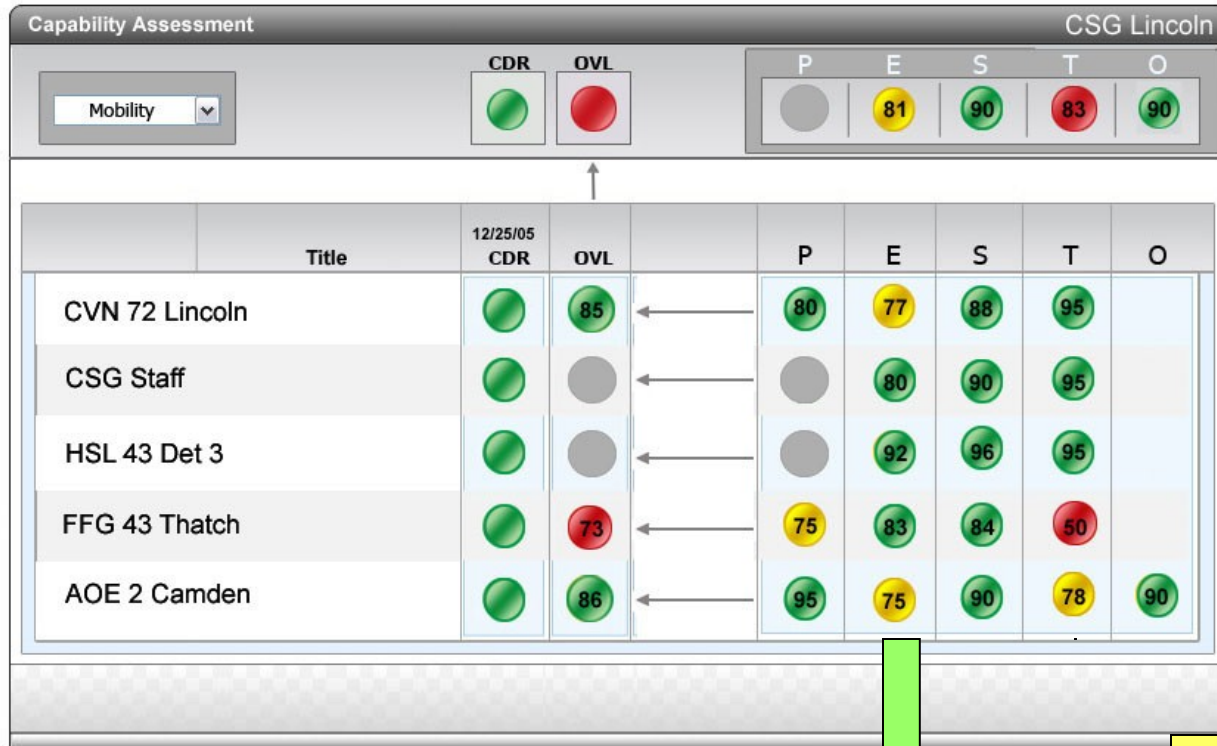 Capability Assessment CSG Lincoln
CDR OVL P E S T O
Mobility 81 90 83 90
12/25/05
Title CDR OVL P E S T O
CVN 72 Lincoln 85 80 77 88 95
CSG Staff 80 90 95
HSL 43 Det 3 92 96 95
FFG 43 Thatch 73 75 83 84 50
AOE 2 Camden 86 95 75 90 78 90